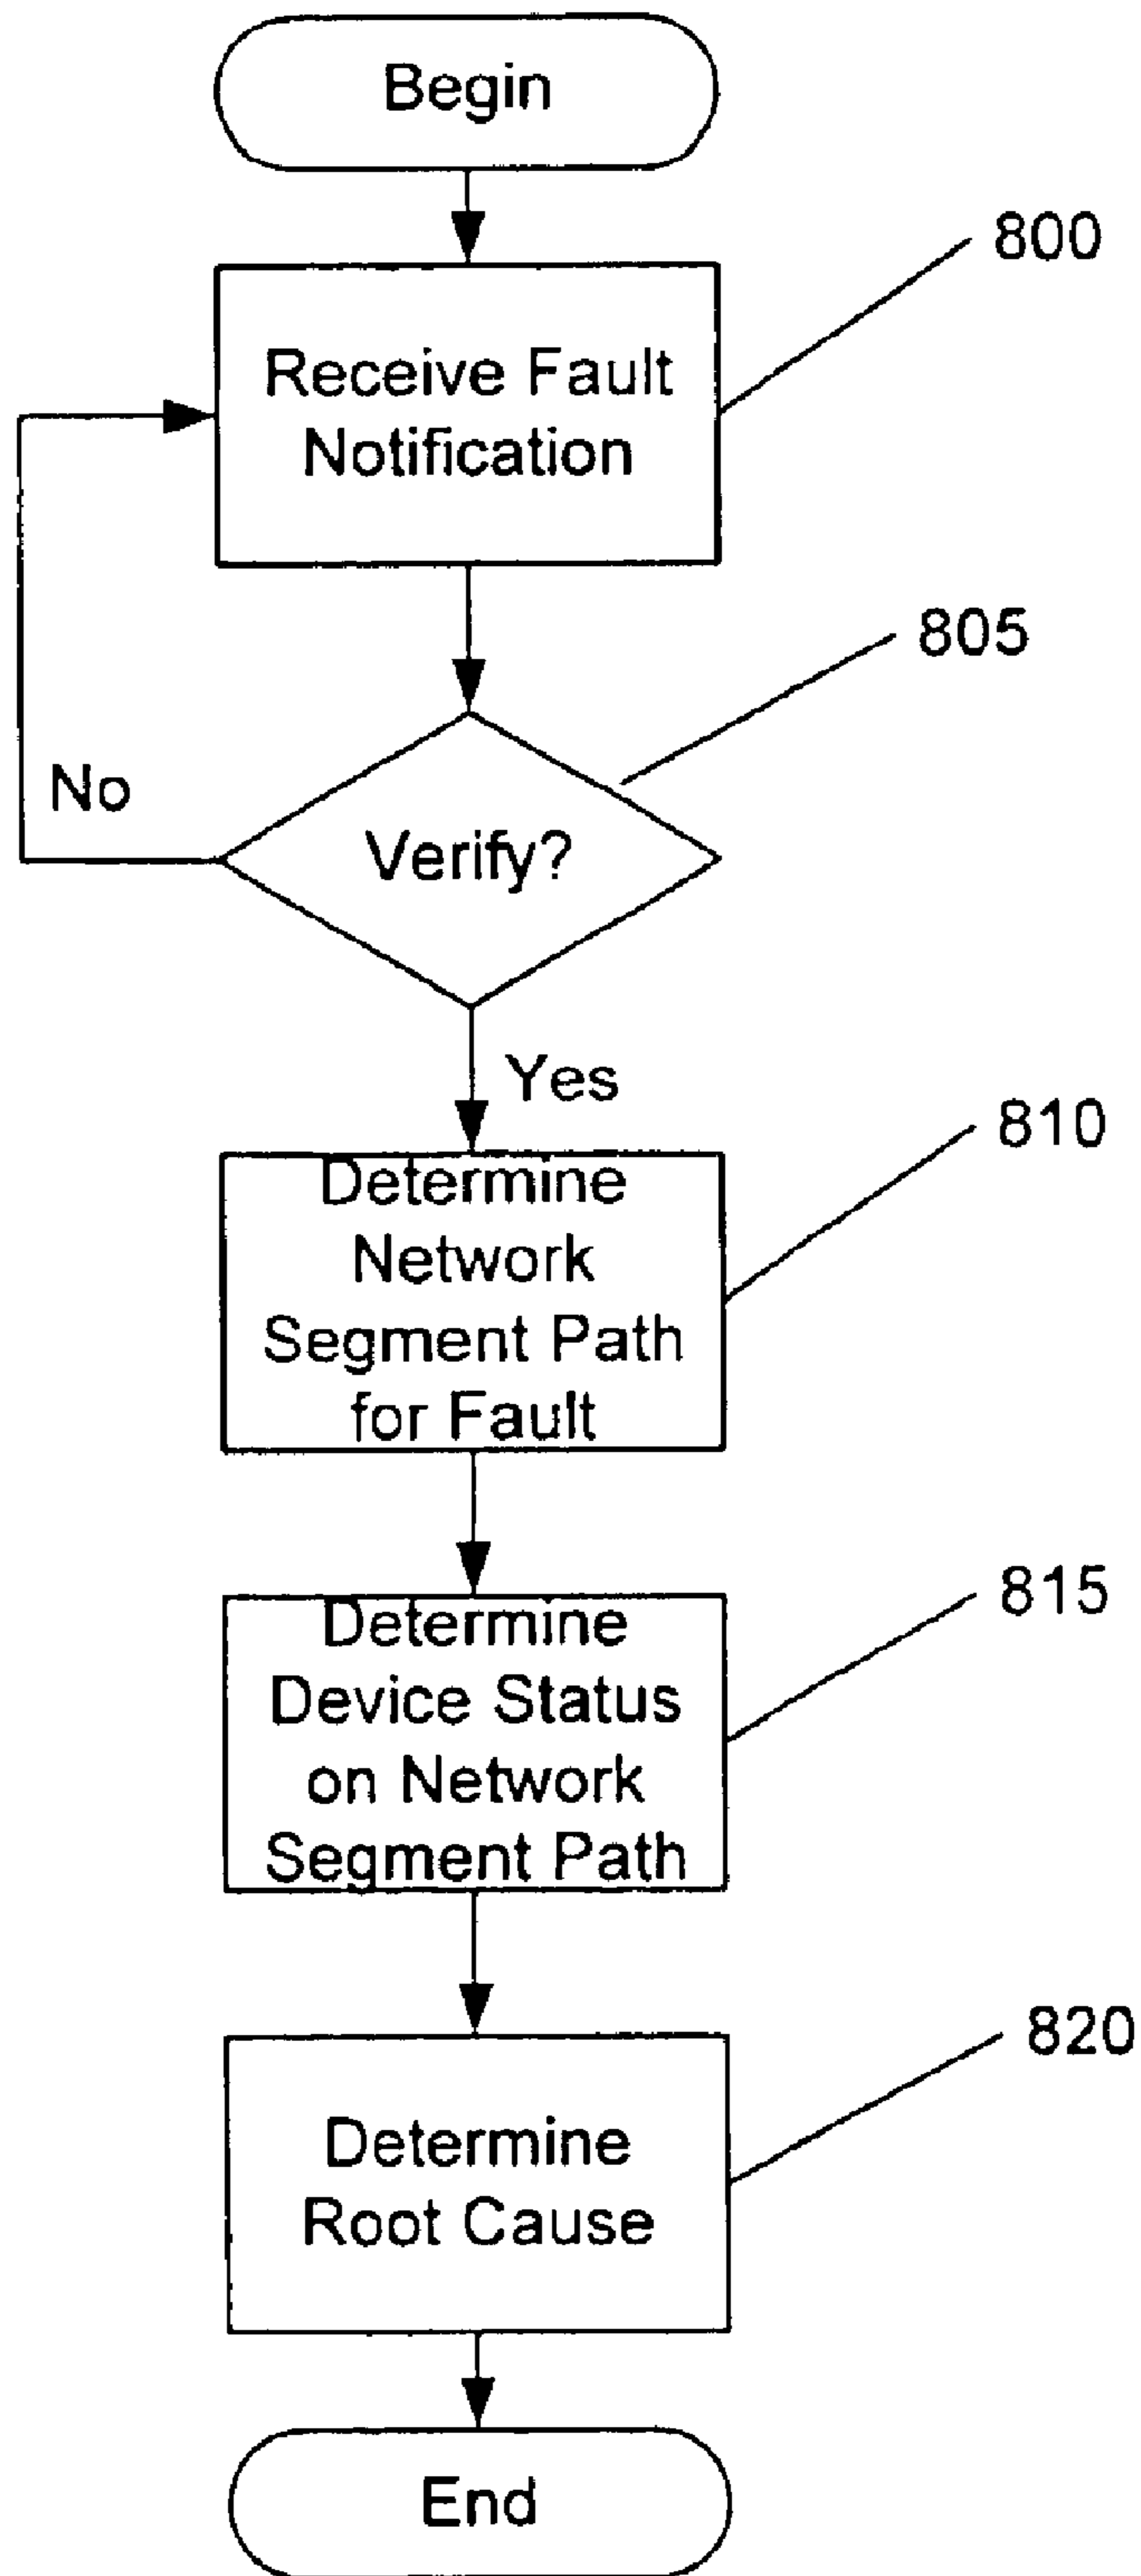 Begin
800
Receive Fault
Notification
805
No
Verify?
Yes
810
Determine
Network
Segment Path
for Fault
815
Determine
Device Status
on Network
Segment Path
820
Determine
Root Cause
End